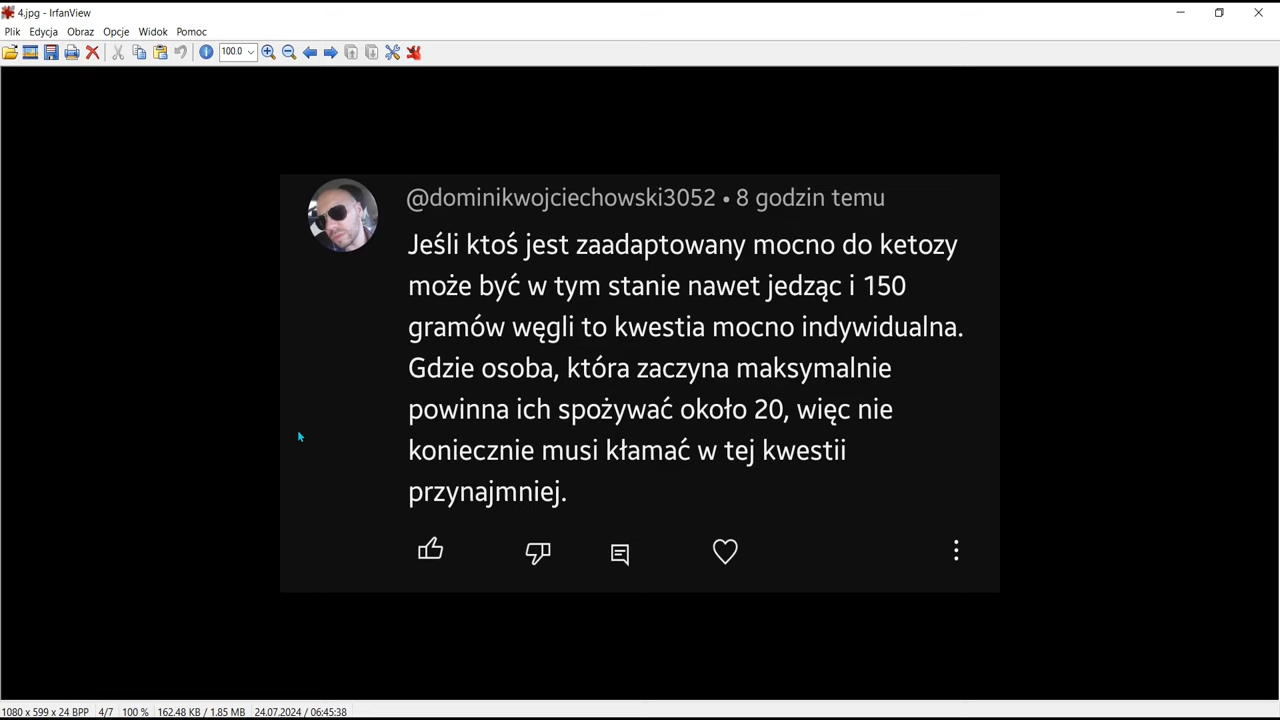 4.jpg - IrfanView
Plik Edycja Obraz Opcje Widok Pomoc
100.0
@dominikwojciechowski3052 • 8 godzin temu
Jeśli ktoś jest zaadaptowany mocno do ketozy
może być w tym stanie nawet jedząc i 150
gramów węgli to kwestia mocno indywidualna.
Gdzie osoba, która zaczyna maksymalnie
powinna ich spożywać około 20, więc nie
koniecznie musi kłamać w tej kwestii
przynajmniej.
1080 x 599 x 24 BPP 4/7 100 % 162.48 KB / 1.85 MB 24.07.2024 / 06:45:38